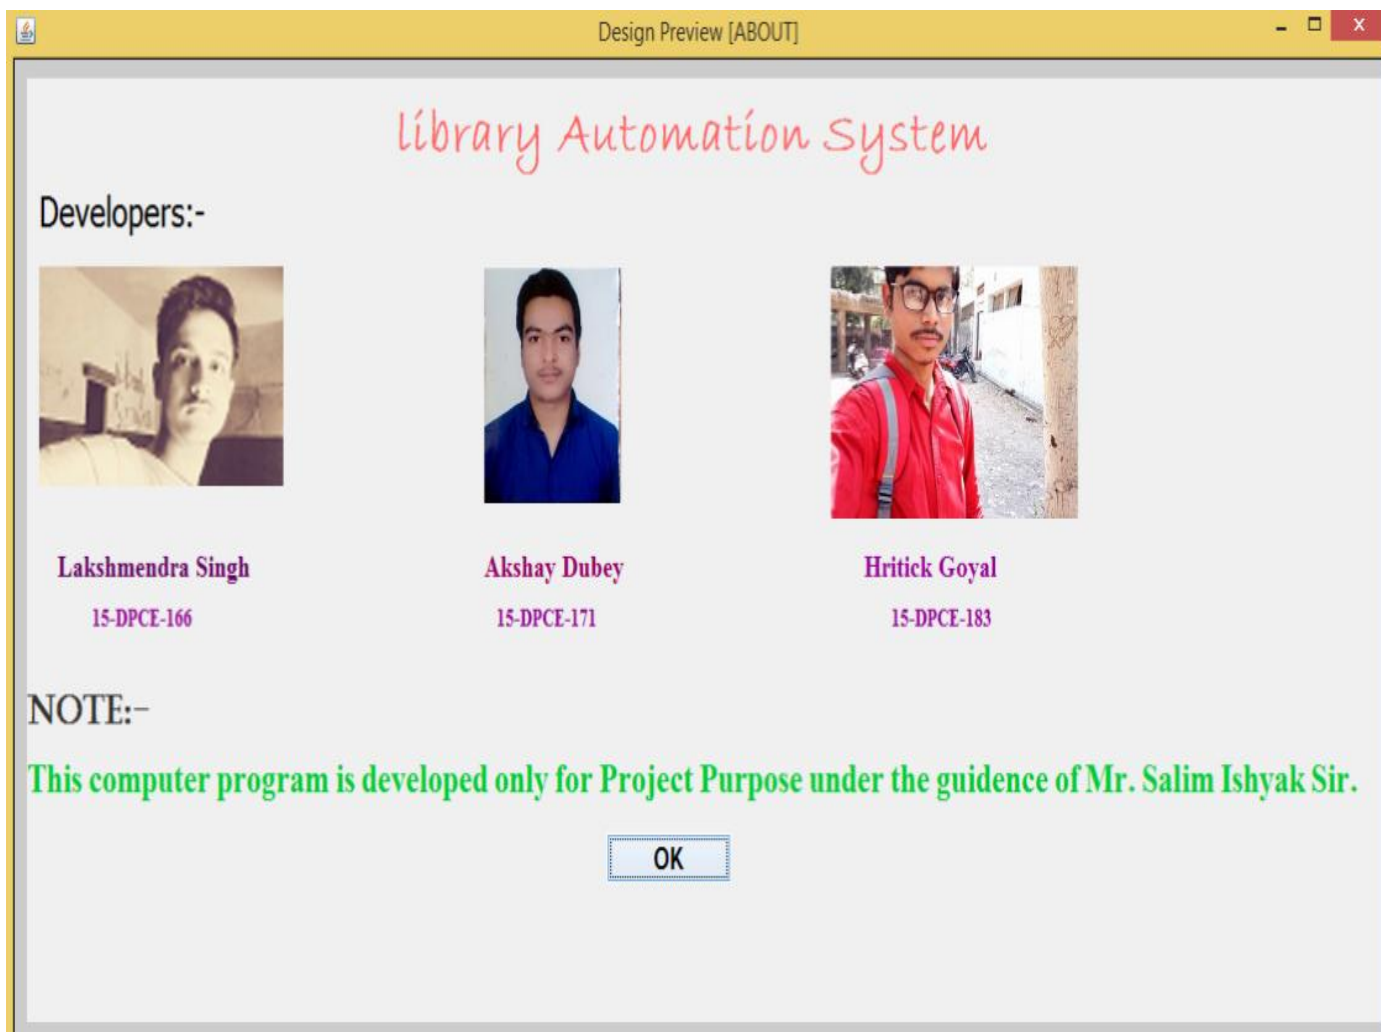 Design Preview [ABOUT]
library Automation System
Developers:-
Lakshmendra Singh
Akshay Dubey
Hritick Goyal
15-DPCE-166
15-DPCE-171
15-DPCE-183
NOTE:-
This computer program is developed only for Project Purpose under the guidence of Mr. Salim Ishyak Sir.
OK